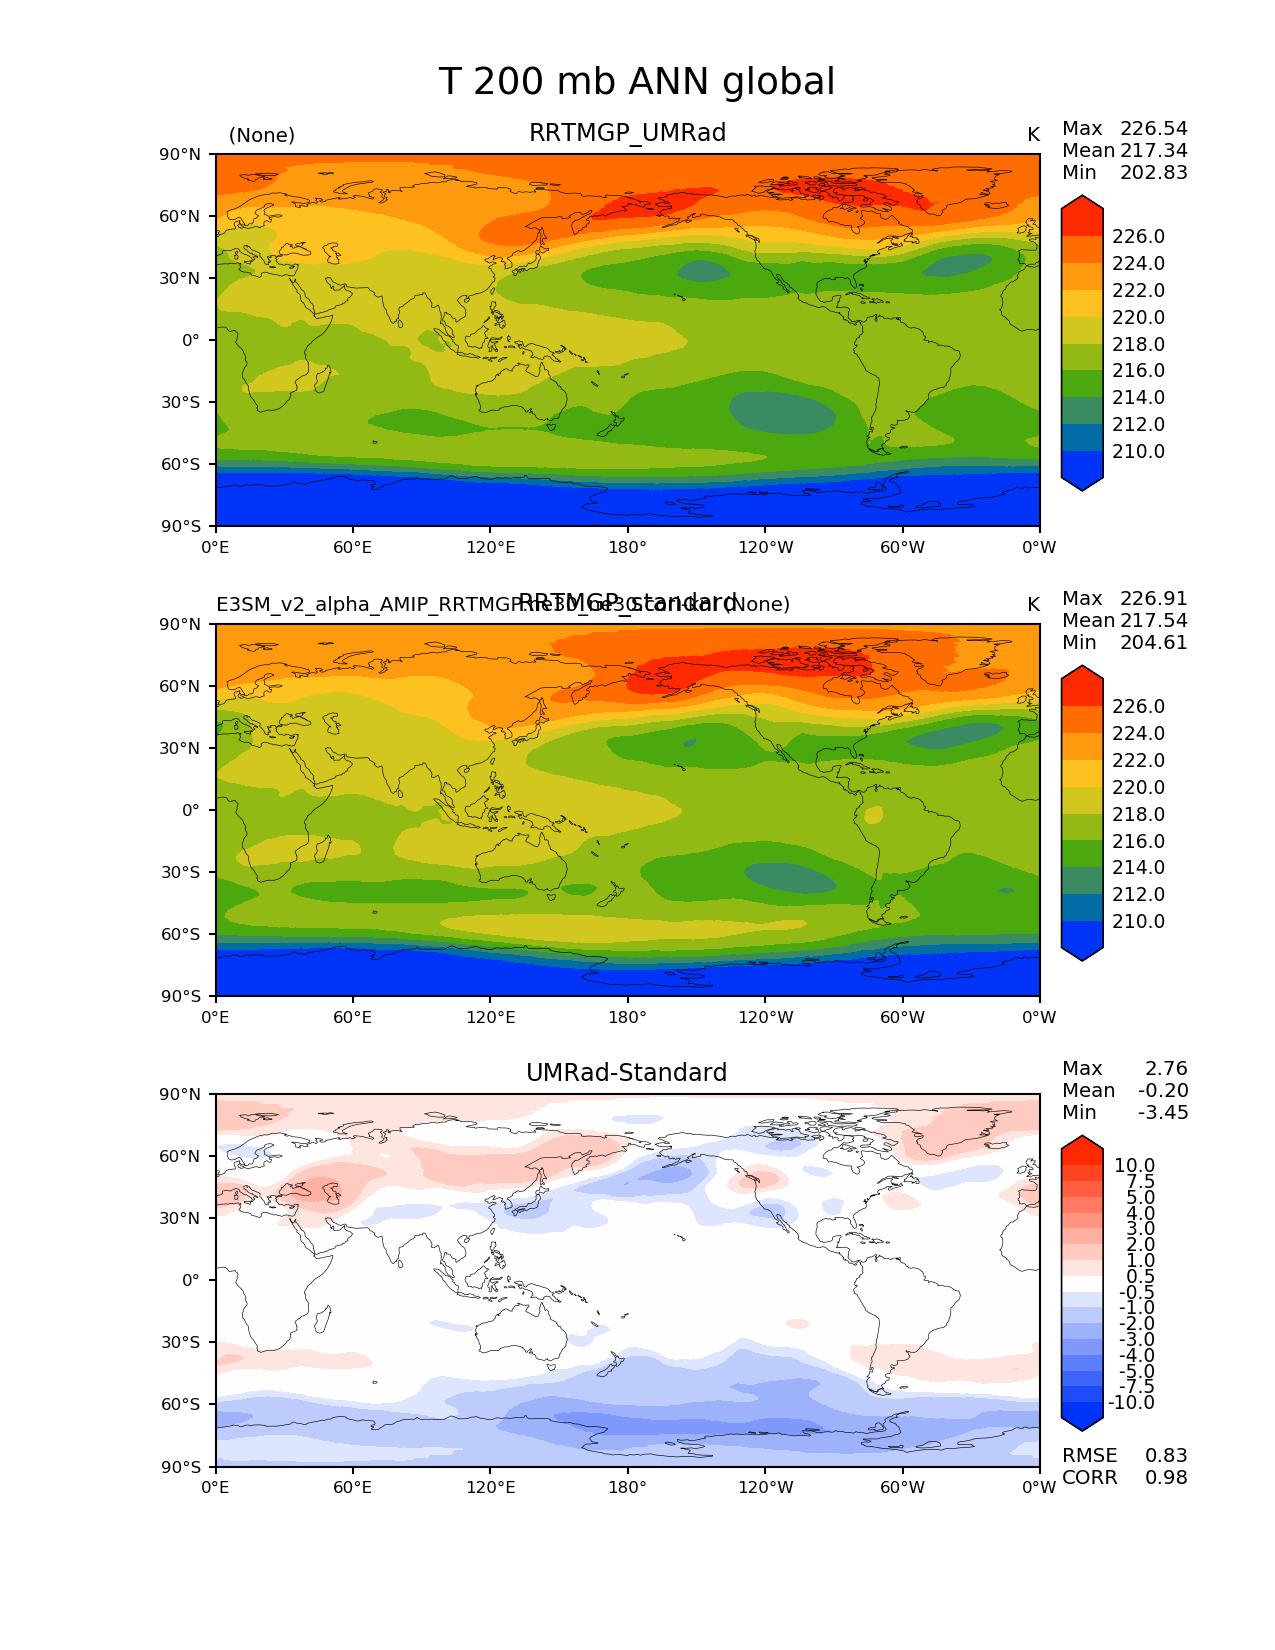 T 200 mb ANN global
(None) RRTMGP_UMRad K
Max 226.54
Mean 217.34
Min 202.83
90°N
60°N
30°N
0°
30°S
60°S
90°S
0°E 60°E 120°E 180° 120°W 60°W 0°W
226.0
224.0
222.0
220.0
218.0
216.0
214.0
212.0
210.0
E3SM_v2_alpha_AMIP_RRTMGP.ne30_ne30.cori-knl (None) K
RRTMGP_standard
Max 226.91
Mean 217.54
Min 204.61
90°N
60°N
30°N
0°
30°S
60°S
90°S
0°E 60°E 120°E 180° 120°W 60°W 0°W
226.0
224.0
222.0
220.0
218.0
216.0
214.0
212.0
210.0
UMRad-Standard
Max 2.76
Mean -0.20
Min -3.45
90°N
60°N
30°N
0°
30°S
60°S
90°S
0°E 60°E 120°E 180° 120°W 60°W 0°W
10.0
7.5
5.0
4.0
3.0
2.0
1.0
0.5
-0.5
-1.0
-2.0
-3.0
-4.0
-5.0
-7.5
-10.0
RMSE 0.83
CORR 0.98